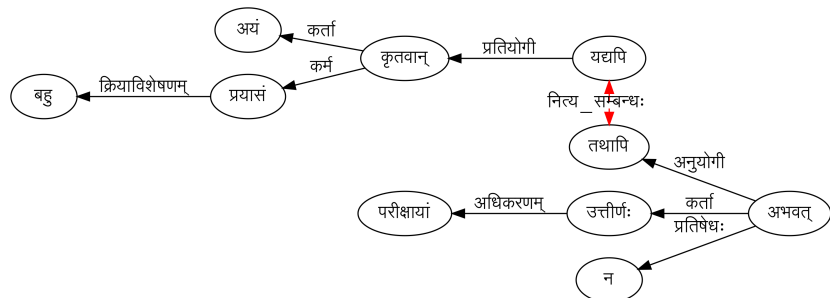 अयं
कर्ता
कृतवान्
प्रतियोगी
यद्यपि
कर्म
क्रियाविशेषणम्
बहु
प्रयासं
नित्य_सम्बन्धः
तथापि
अनुयोगी
परीक्षायां
अधिकरणम्
उत्तीर्णः
कर्ता
अभवत्
प्रतिषेधः
न